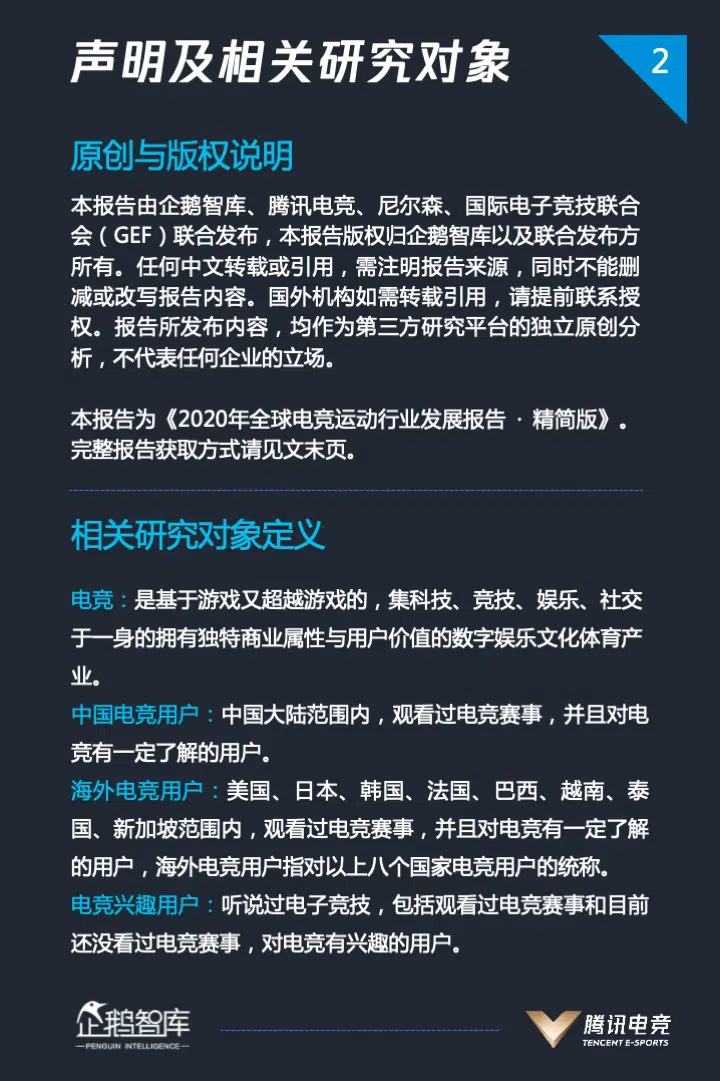 声明及相关研究对象
2
原创与版权说明
本报告由企鹅智库、腾讯电竞、尼尔森、国际电子竞技联合
会（GEF）联合发布，本报告版权归企鹅智库以及联合发布方
所有。任何中文转载或引用，需注明报告来源，同时不能删
减或改写报告内容。国外机构如需转载引用，请提前联系授
权。报告所发布内容，均作为第三方研究平台的独立原创分
析，不代表任何企业的立场。
本报告为《2020年全球电竞运动行业发展报告 · 精简版》。
完整报告获取方式请见文末页。
相关研究对象定义
电竞：是基于游戏又超越游戏的，集科技、竞技、娱乐、社交
于一身的拥有独特商业属性与用户价值的数字娱乐文化体育产
业。
中国电竞用户：中国大陆范围内，观看过电竞赛事，并且对电
竞有一定了解的用户。
海外电竞用户：美国、日本、韩国、法国、巴西、越南、泰
国、新加坡范围内，观看过电竞赛事，并且对电竞有一定了解
的用户，海外电竞用户指对以上八个国家电竞用户的统称。
电竞兴趣用户：听说过电子竞技，包括观看过电竞赛事和目前
还没看过电竞赛事，对电竞有兴趣的用户。
企鹅智库
PENGUIN INTELLIGENCE
腾讯电竞
TENCENT E-SPORTS